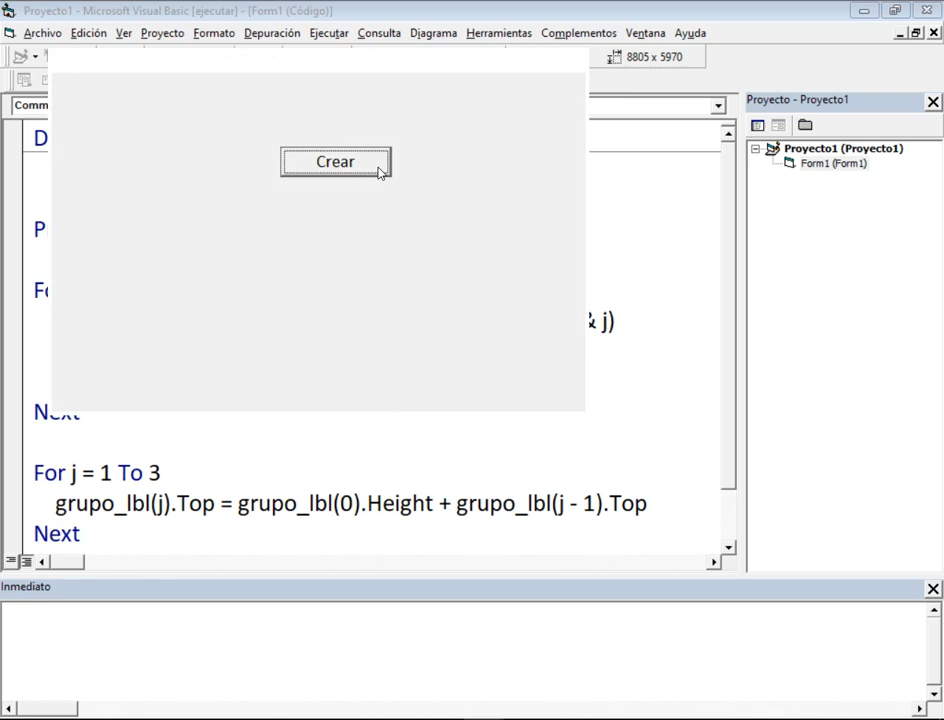 Proyecto1 - Microsoft Visual Basic [ejecutar] - [Form1 (Código)]
Archivo Edición Ver Proyecto Formato Depuración Ejecutar Consulta Djagrama Herramientas Complementos Ventana Ayuda
8805 x 5970
Comm
Proyecto - Proyecto1
D
Crear
Proyecto1 (Proyecto1)
Form1 (Form1)
P
Fo
& j)
Next
For j = 1 To 3
grupo_lbl(j).Top = grupo_lbl(0).Height + grupo_lbl(j - 1).Top
Next
Inmediato